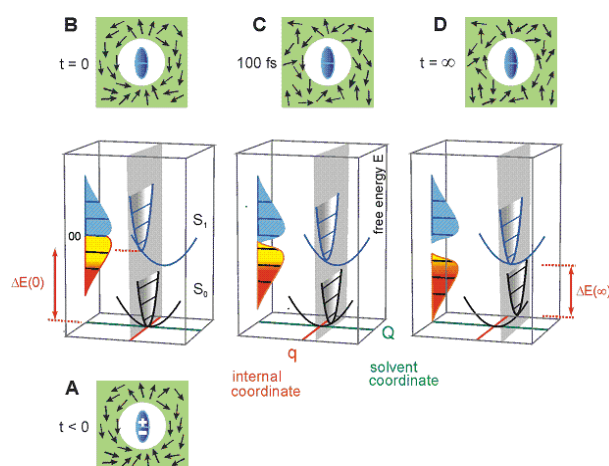 B
C
D
t = 0
100 fs
t = ∞
free energy E
S1
00
ΔE(0)
S0
ΔE(∞)
Q
q
internal
coordinate
solvent
coordinate
A
t < 0
+
−